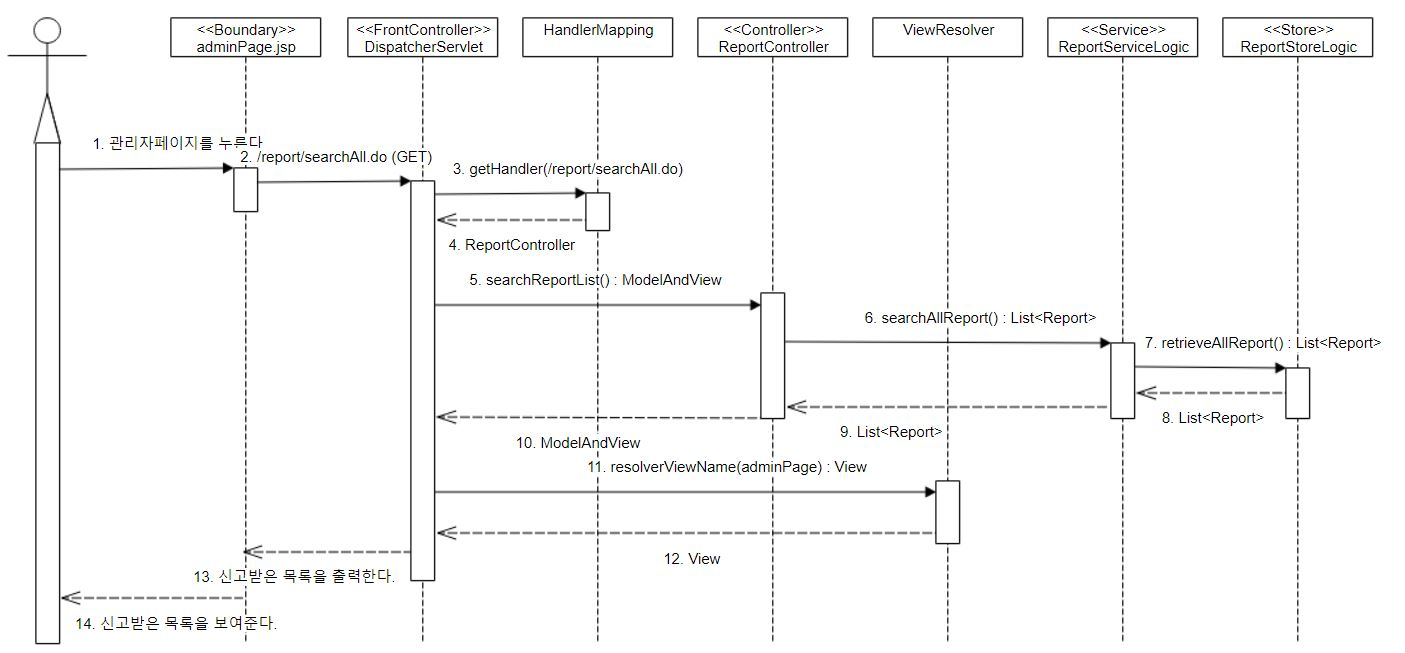 <<Boundary>>
adminPage.jsp
<<FrontController>>
DispatcherServlet
HandlerMapping
<<Controller>>
ReportController
ViewResolver
<<Service>>
ReportServiceLogic
<<Store>>
ReportStoreLogic
1. 관리자페이지를 누른다
2. /report/searchAll.do (GET)
3. getHandler(/report/searchAll.do)
4. ReportController
5. searchReportList() : ModelAndView
6. searchAllReport() : List<Report>
7. retrieveAllReport() : List<Report>
8. List<Report>
9. List<Report>
10. ModelAndView
11. resolverViewName(adminPage) : View
12. View
13. 신고받은 목록을 출력한다.
14. 신고받은 목록을 보여준다.